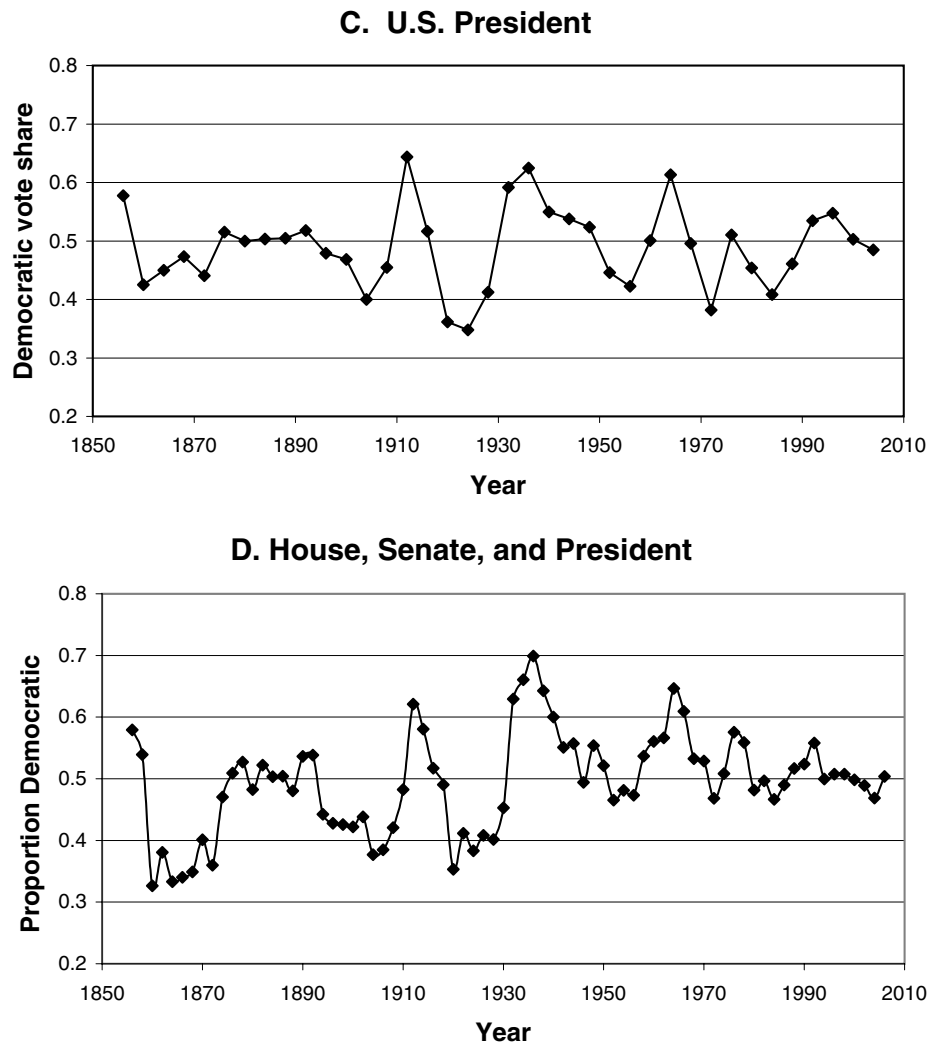 C. U.S. President
0.8
0.7
0.6
0.5
0.4
0.3
0.2
Democratic vote share
1850 1870 1890 1910 1930 1950 1970 1990 2010
Year
D. House, Senate, and President
0.8
0.7
0.6
0.5
0.4
0.3
0.2
Proportion Democratic
1850 1870 1890 1910 1930 1950 1970 1990 2010
Year